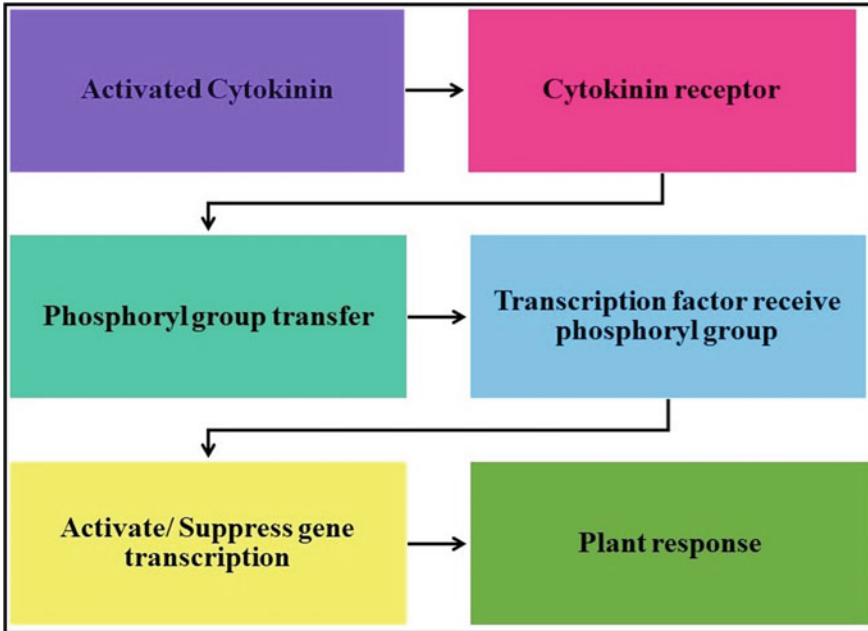 Activated Cytokinin
Cytokinin receptor
Phosphoryl group transfer
Transcription factor receive
phosphoryl group
Activate/ Suppress gene
transcription
Plant response